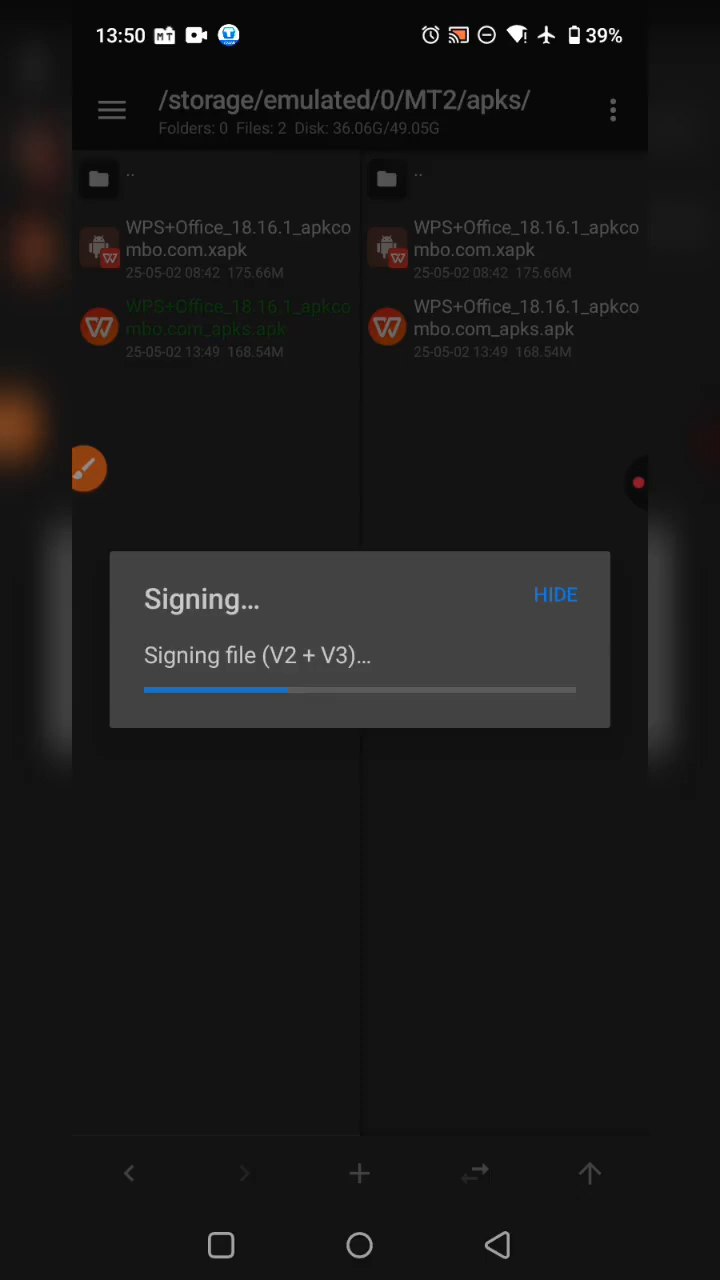 13:50
39%
/storage/emulated/0/MT2/apks/
Folders: 0 Files: 2 Disk: 36.06G/49.05G
..
WPS+Office_18.16.1_apkco
mbo.com.xapk
25-05-02 08:42 175.66M
WPS+Office_18.16.1_apkco
mbo.com_apks.apk
25-05-02 13:49 168.54M
..
WPS+Office_18.16.1_apkco
mbo.com.xapk
25-05-02 08:42 175.66M
WPS+Office_18.16.1_apkco
mbo.com_apks.apk
25-05-02 13:49 168.54M
Signing...
HIDE
Signing file (V2 + V3)...